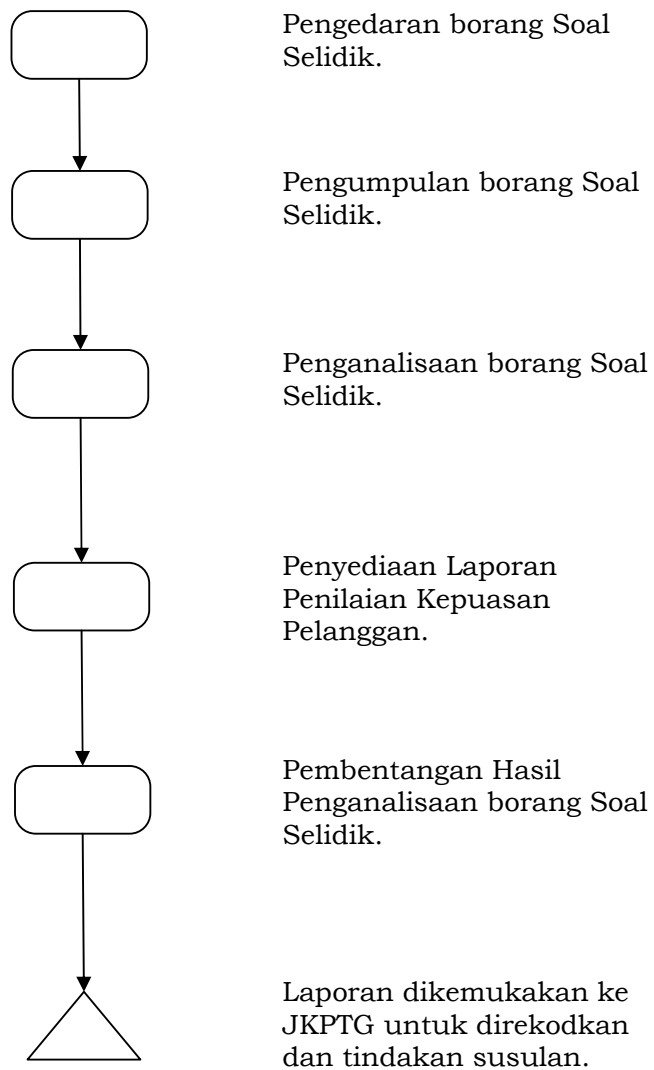 Pengedaran borang Soal
Selidik.
Pengumpulan borang Soal
Selidik.
Penganalisaan borang Soal
Selidik.
Penyediaan Laporan
Penilaian Kepuasan
Pelanggan.
Pembentangan Hasil
Penganalisaan borang Soal
Selidik.
Laporan dikemukakan ke
JKPTG untuk direkodkan
dan tindakan susulan.